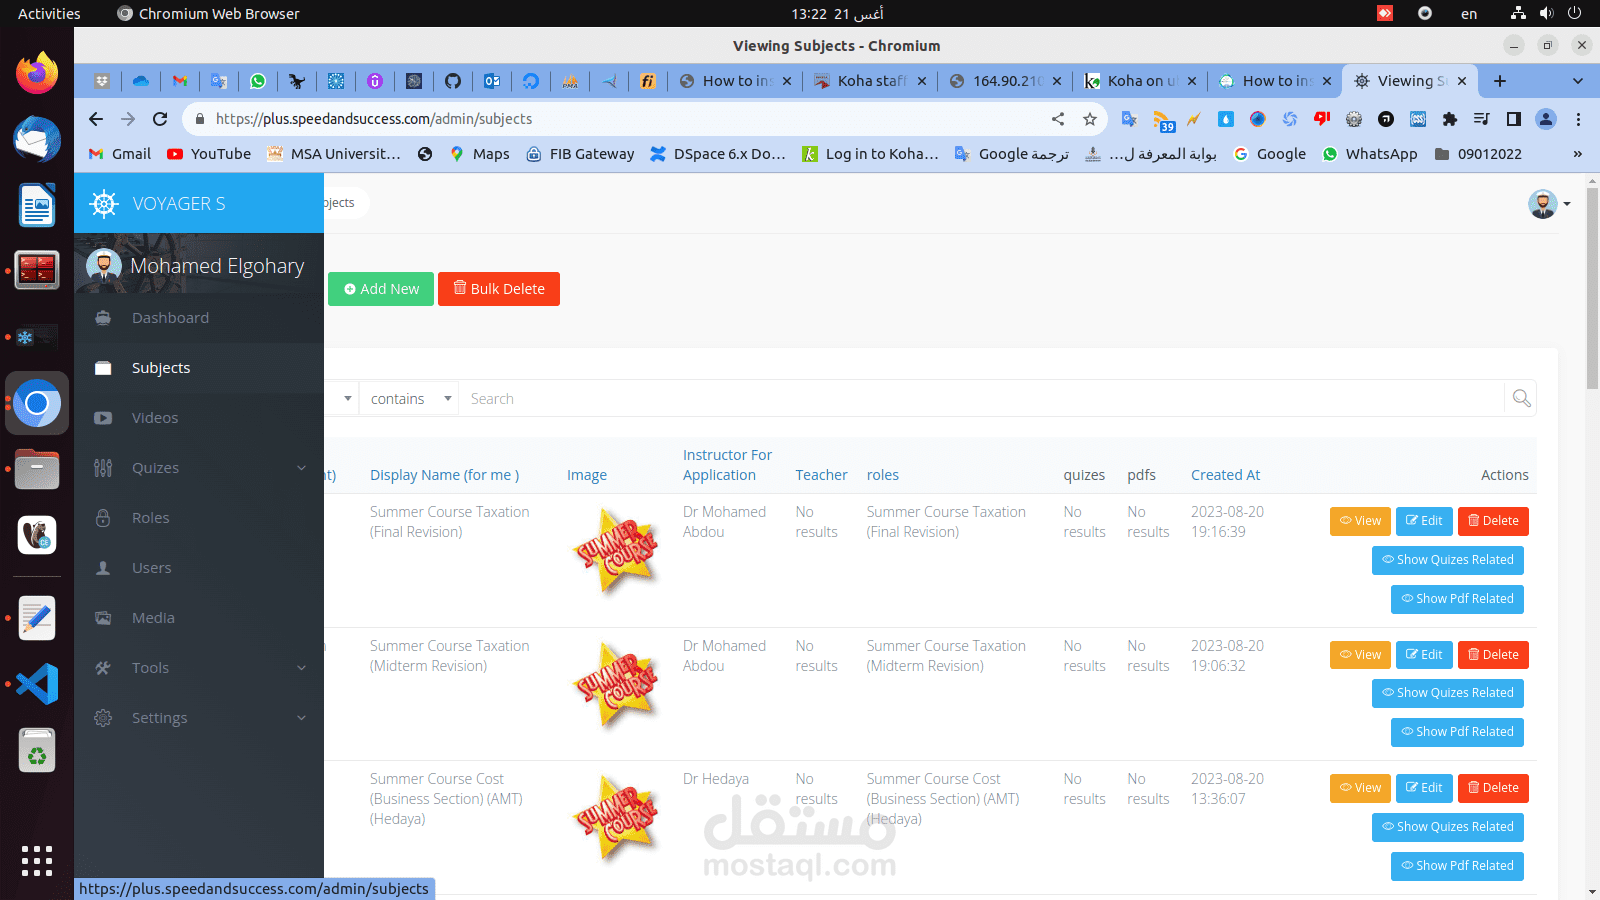 Activities
Chromium Web Browser
أغس 21 13:22
en
Viewing Subjects - Chromium
How to ins
Koha staff
164.90.210
Koha on u
How to ins
Viewing S
https://plus.speedandsuccess.com/admin/subjects
39
Gmail
YouTube
MSA Universit...
Maps
FIB Gateway
DSpace 6.x Do...
Log in to Koha...
ترجمة Google
بوابة المعرفة ل...
Google
WhatsApp
09012022
»
VOYAGER S
bjects
Mohamed Elgohary
Add New
Bulk Delete
Dashboard
Subjects
Videos
Quizes
Roles
Users
Media
Tools
Settings
contains
Search
Display Name (for me )
Image
Instructor For Application
Teacher
roles
quizes
pdfs
Created At
Actions
Summer Course Taxation (Final Revision)
SUMMER COURSE
Dr Mohamed Abdou
No results
Summer Course Taxation (Final Revision)
No results
No results
2023-08-20 19:16:39
View
Edit
Delete
Show Quizes Related
Show Pdf Related
Summer Course Taxation (Midterm Revision)
SUMMER COURSE
Dr Mohamed Abdou
No results
Summer Course Taxation (Midterm Revision)
No results
No results
2023-08-20 19:06:32
View
Edit
Delete
Show Quizes Related
Show Pdf Related
Summer Course Cost (Business Section) (AMT) (Hedaya)
SUMMER COURSE
Dr Hedaya
No results
Summer Course Cost (Business Section) (AMT) (Hedaya)
No results
No results
2023-08-20 13:36:07
View
Edit
Delete
Show Quizes Related
Show Pdf Related
مستقل
mostaql.com
https://plus.speedandsuccess.com/admin/subjects